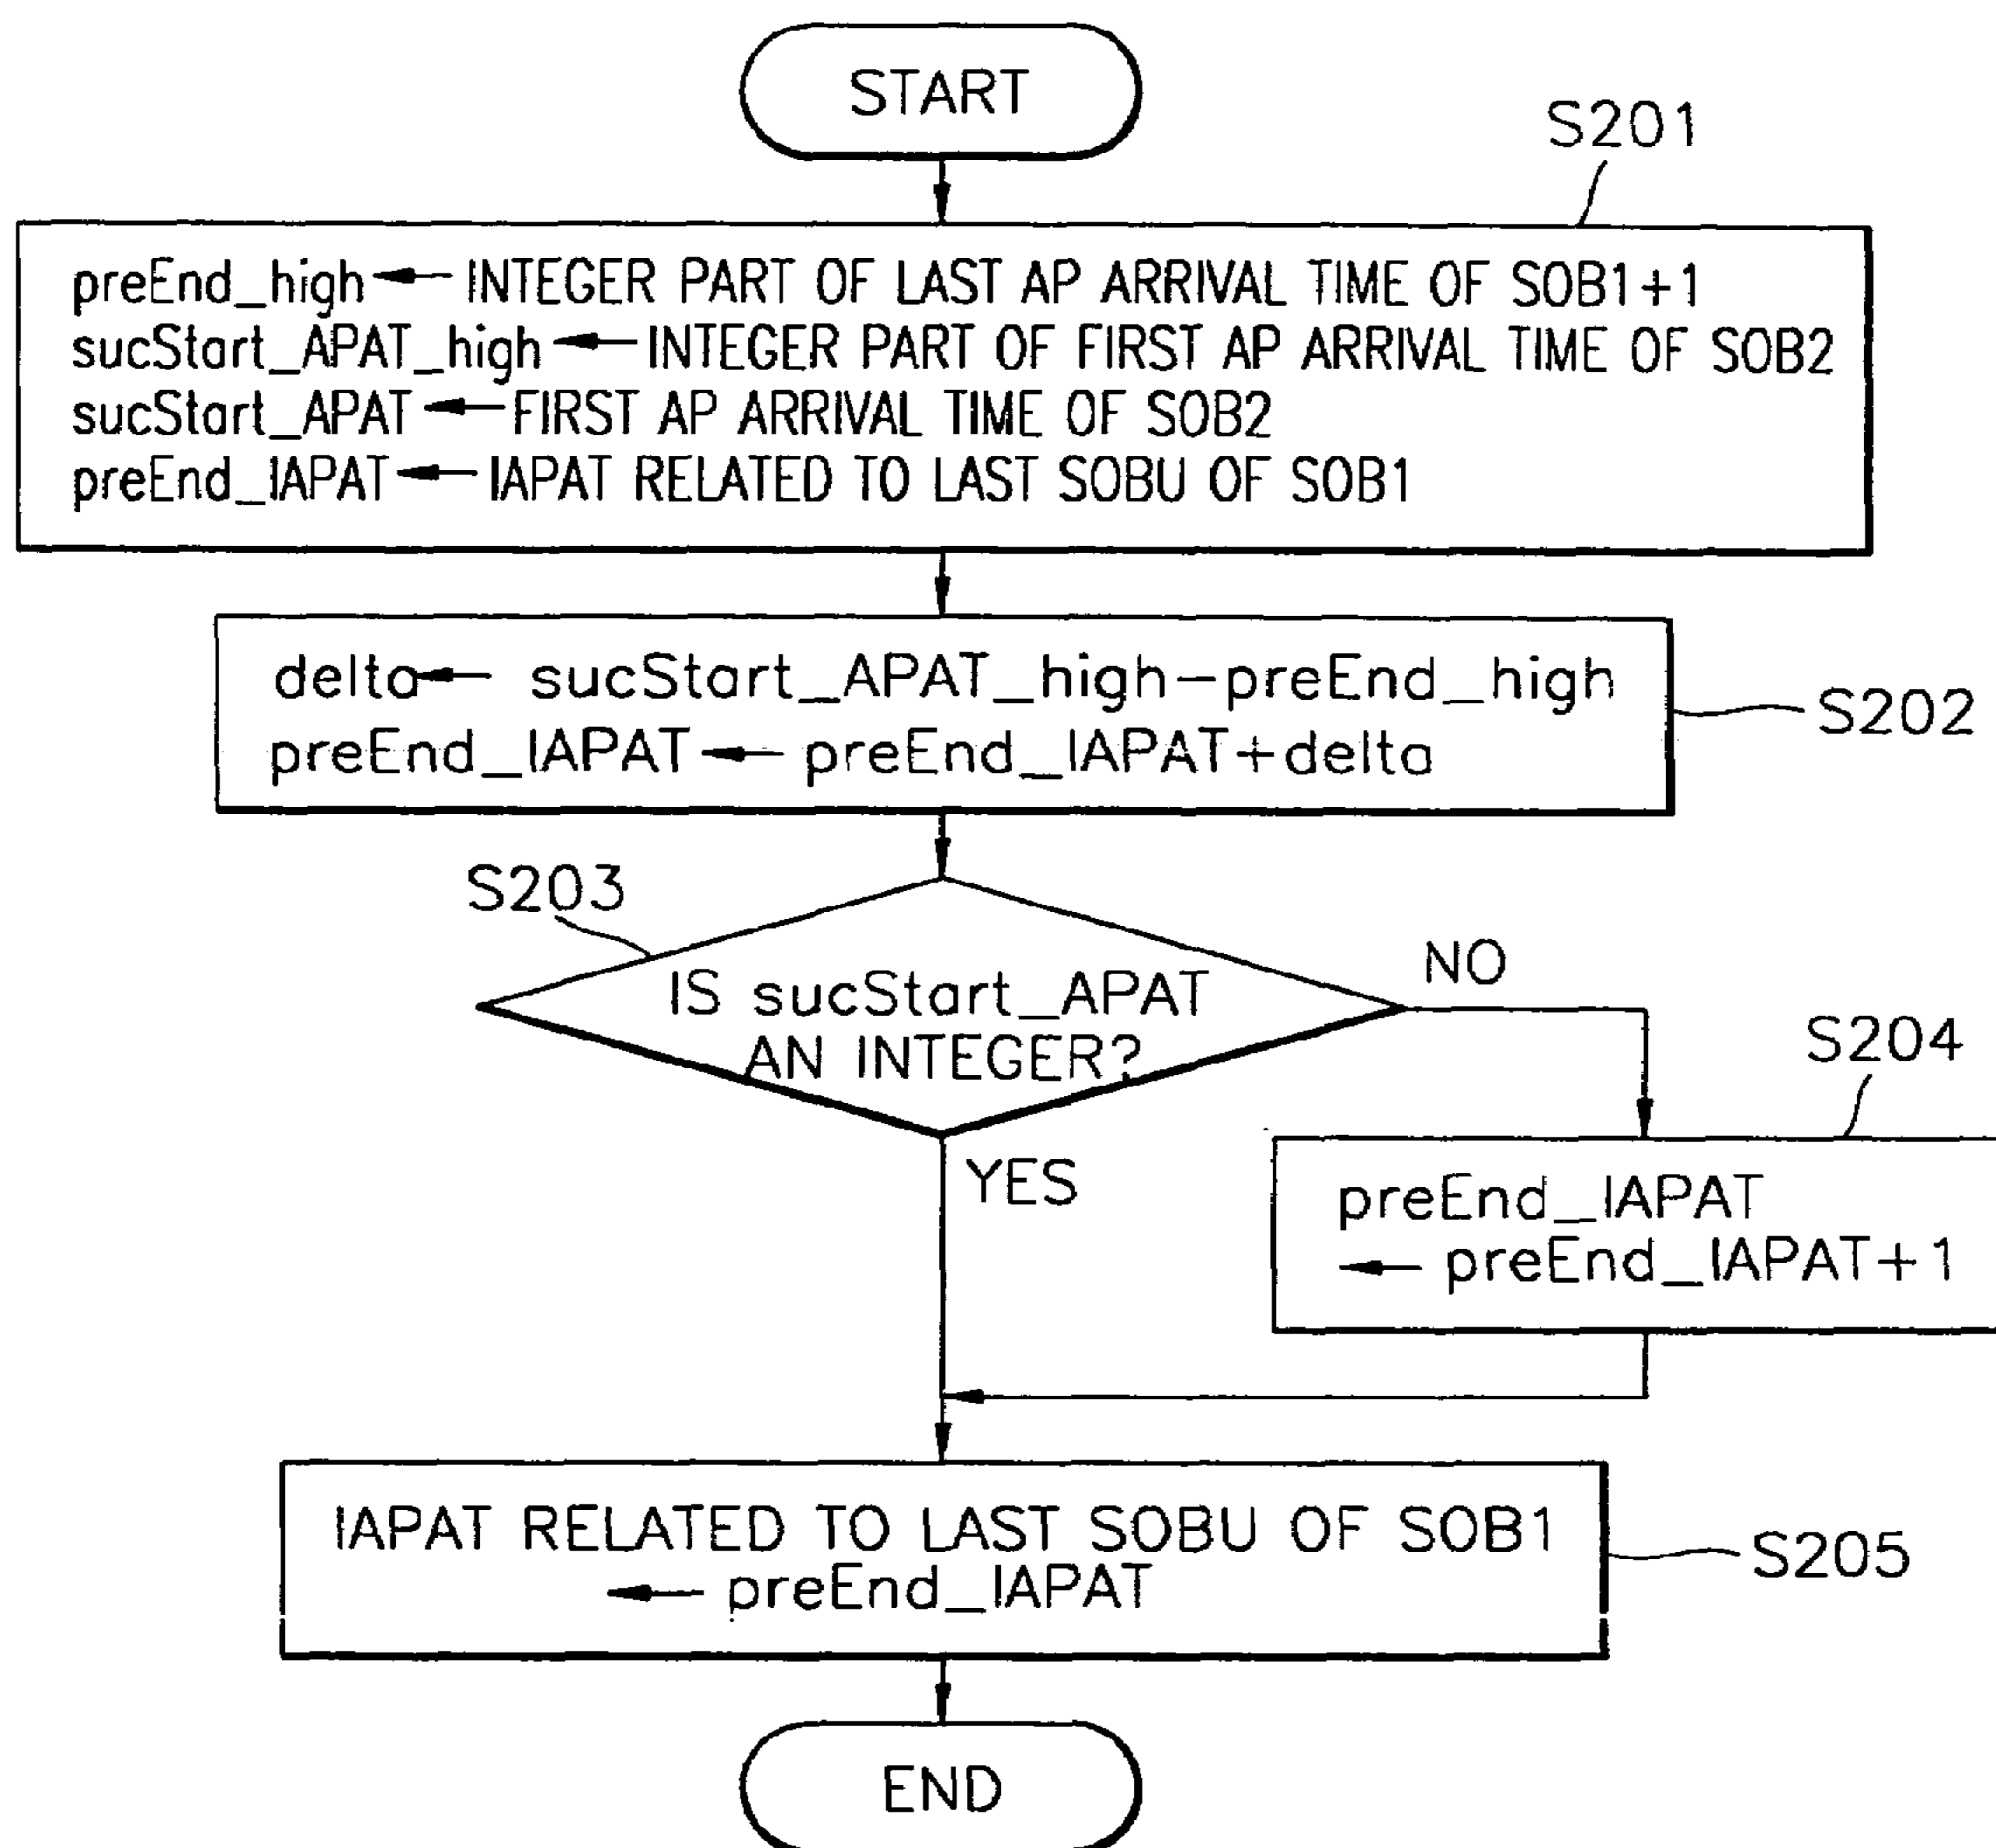 START
S201
preEnd_high ← INTEGER PART OF LAST AP ARRIVAL TIME OF SOB1+1
sucStart_APAT_high ← INTEGER PART OF FIRST AP ARRIVAL TIME OF SOB2
sucStart_APAT ← FIRST AP ARRIVAL TIME OF SOB2
preEnd_IAPAT ← IAPAT RELATED TO LAST SOBU OF SOB1
delta ← sucStart_APAT_high-preEnd_high
preEnd_IAPAT ← preEnd_IAPAT+delta
S202
S203
IS sucStart_APAT
AN INTEGER?
NO
YES
S204
preEnd_IAPAT
← preEnd_IAPAT+1
IAPAT RELATED TO LAST SOBU OF SOB1
← preEnd_IAPAT
S205
END